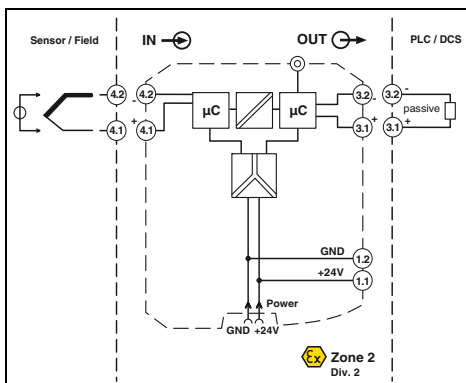 Sensor / Field
IN
OUT
PLC / DCS
4.2
-
4.2
µC
µC
3.2
-
3.2
-
passive
4.1
+
4.1
3.1
+
3.1
+
GND
1.2
+24V
1.1
Power
GND +24V
Ex Zone 2
Div. 2